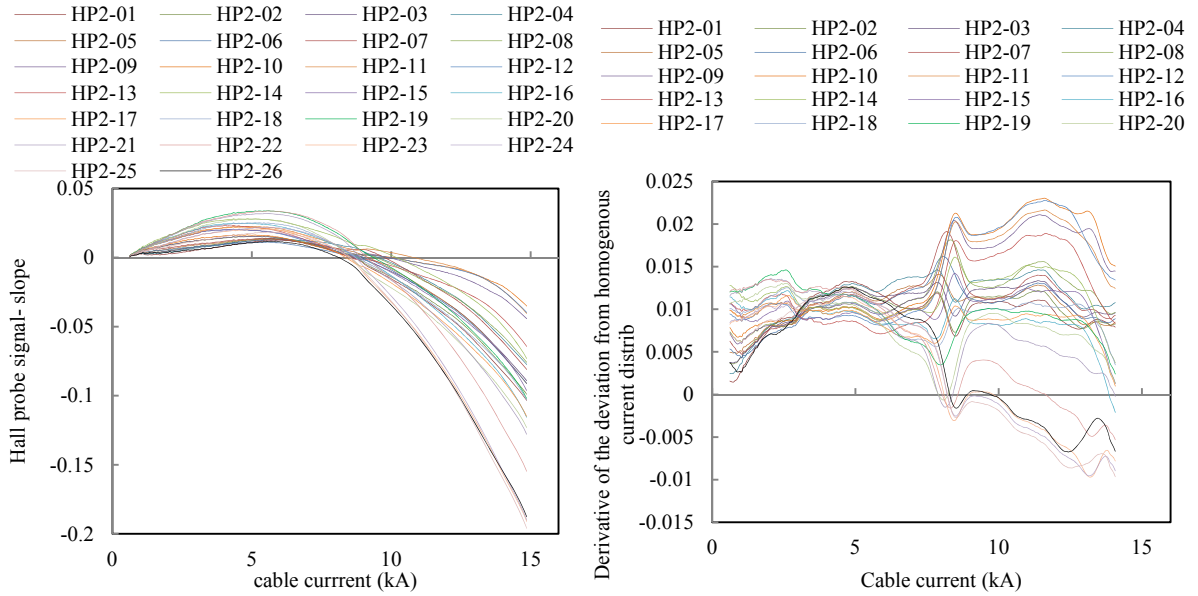 HP2-01 HP2-02 HP2-03 HP2-04
HP2-05 HP2-06 HP2-07 HP2-08
HP2-09 HP2-10 HP2-11 HP2-12
HP2-13 HP2-14 HP2-15 HP2-16
HP2-17 HP2-18 HP2-19 HP2-20
HP2-21 HP2-22 HP2-23 HP2-24
HP2-25 HP2-26
0.05
0
-0.05
-0.1
-0.15
-0.2
0 5 10 15
Hall probe signal- slope
cable currrent (kA)
HP2-01 HP2-02 HP2-03 HP2-04
HP2-05 HP2-06 HP2-07 HP2-08
HP2-09 HP2-10 HP2-11 HP2-12
HP2-13 HP2-14 HP2-15 HP2-16
HP2-17 HP2-18 HP2-19 HP2-20
0.025
0.02
0.015
0.01
0.005
0
-0.005
-0.01
-0.015
0 5 10 15
Derivative of the deviation from homogenous
current distrib
Cable current (kA)